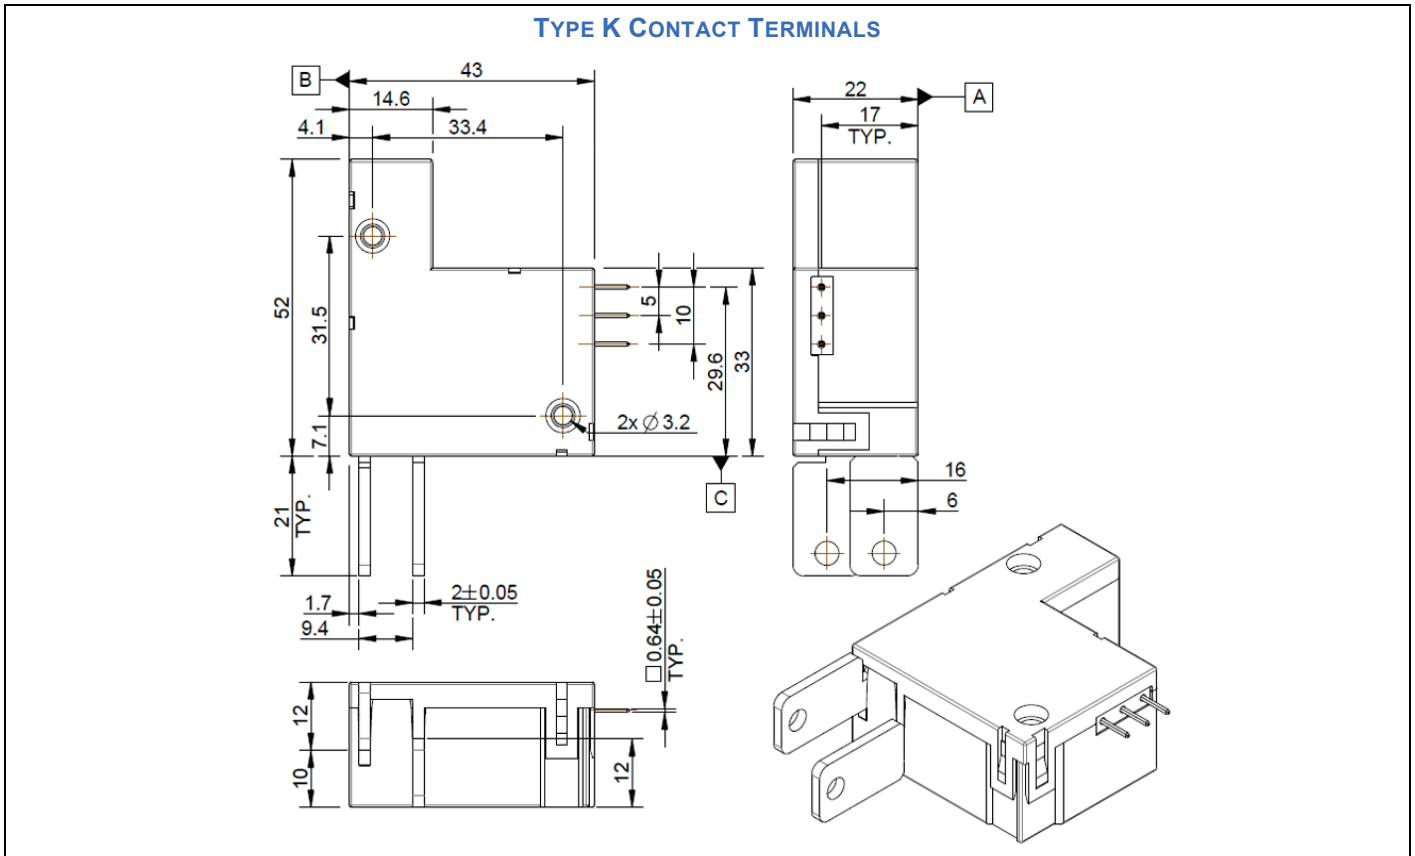 TYPE K CONTACT TERMINALS
B
43
22
A
14.6
17
TYP.
4.1
33.4
52
31.5
5
10
29.6
33
7.1
2x ∅ 3.2
C
16
6
21
TYP.
1.7
2±0.05
TYP.
9.4
□ 0.64±0.05
TYP.
12
10
12